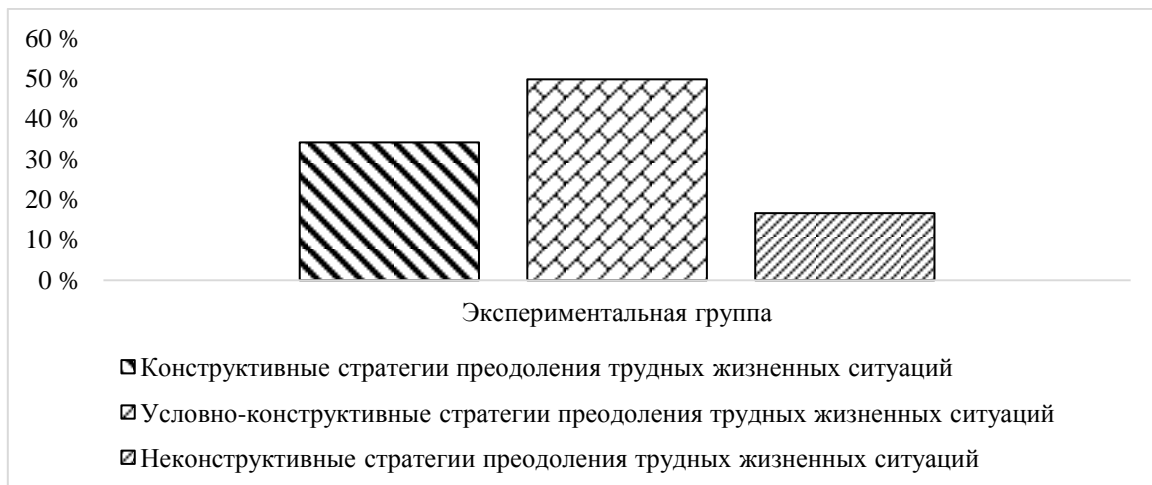 60 %
50 %
40 %
30 %
20 %
10 %
0 %
Экспериментальная группа
Конструктивные стратегии преодоления трудных жизненных ситуаций
Условно-конструктивные стратегии преодоления трудных жизненных ситуаций
Неконструктивные стратегии преодоления трудных жизненных ситуаций